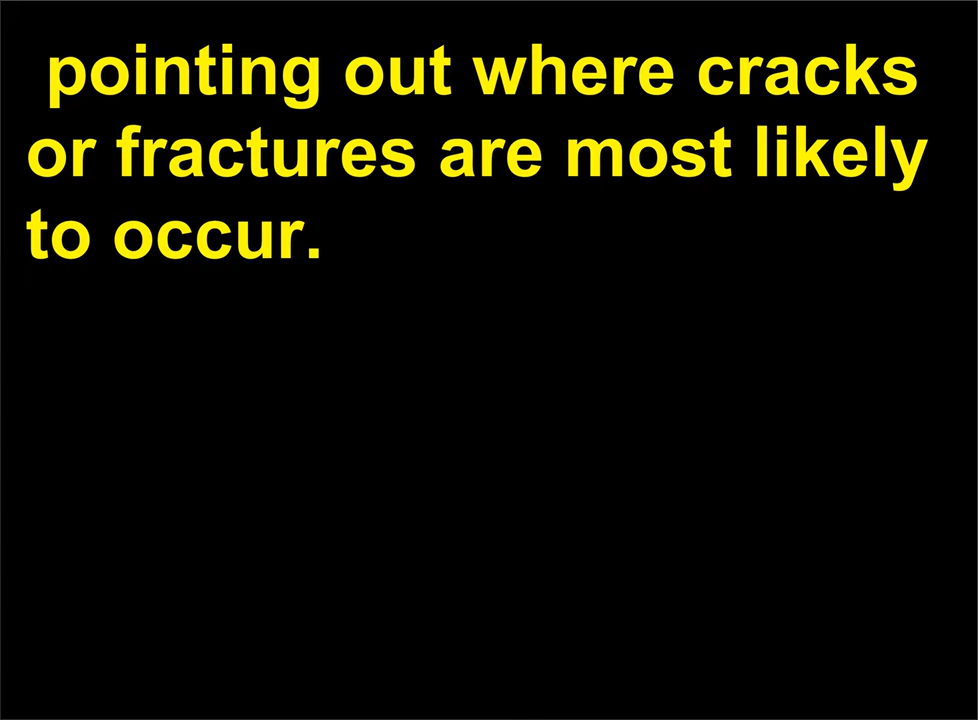 pointing out where cracks
or fractures are most likely
to occur.